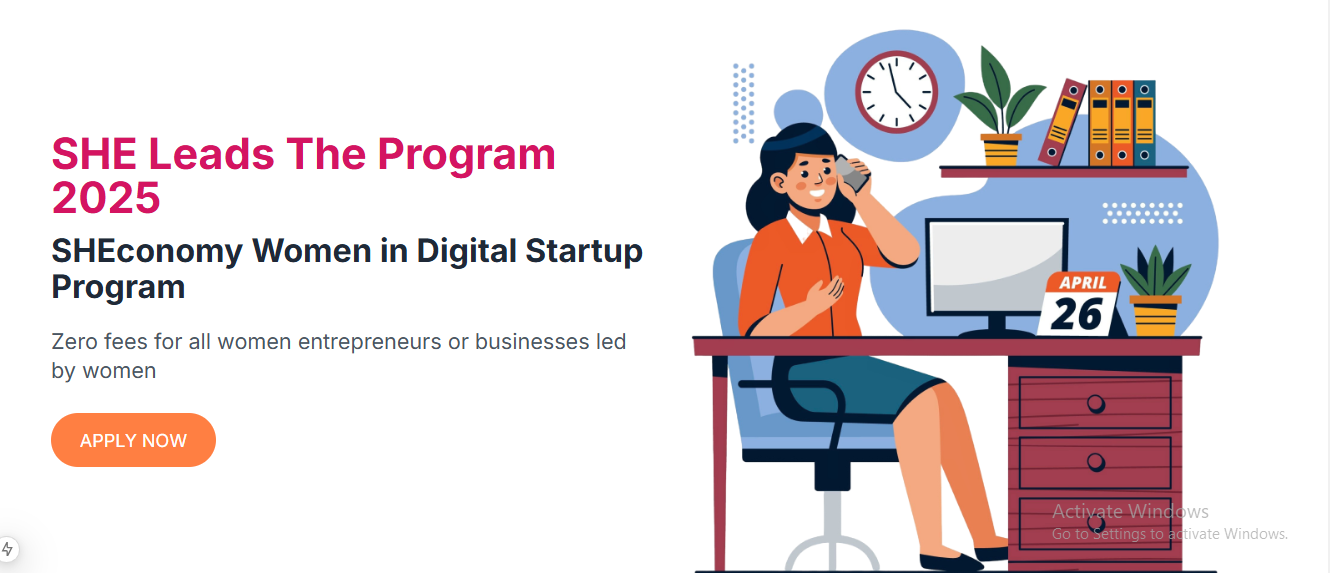 SHE Leads The Program
2025
SHEconomy Women in Digital Startup
Program
Zero fees for all women entrepreneurs or businesses led
by women
APPLY NOW
APRIL
26
Activate Windows
Go to Settings to activate Windows.